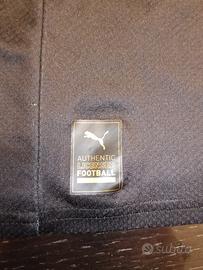 PUMA
AUTHENTIC
LICENSED
FOOTBALL
subito